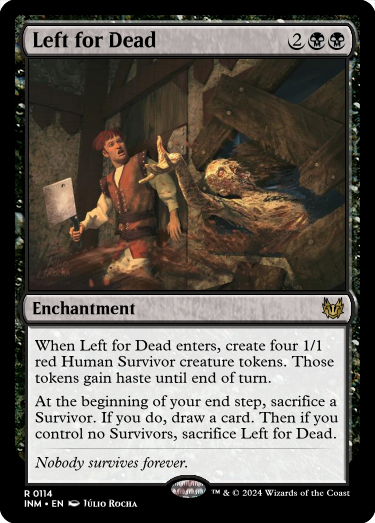 Left for Dead 2
Enchantment
When Left for Dead enters, create four 1/1
red Human Survivor creature tokens. Those
tokens gain haste until end of turn.
At the beginning of your end step, sacrifice a
Survivor. If you do, draw a card. Then if you
control no Survivors, sacrifice Left for Dead.
Nobody survives forever.
R 0114
INM • EN Júlio Rocha ™ & © 2024 Wizards of the Coast